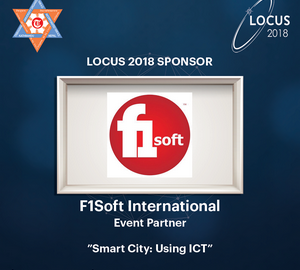 LOCUS
2018
LOCUS 2018 SPONSOR
f1soft
F1Soft International
Event Partner
"Smart City: Using ICT"